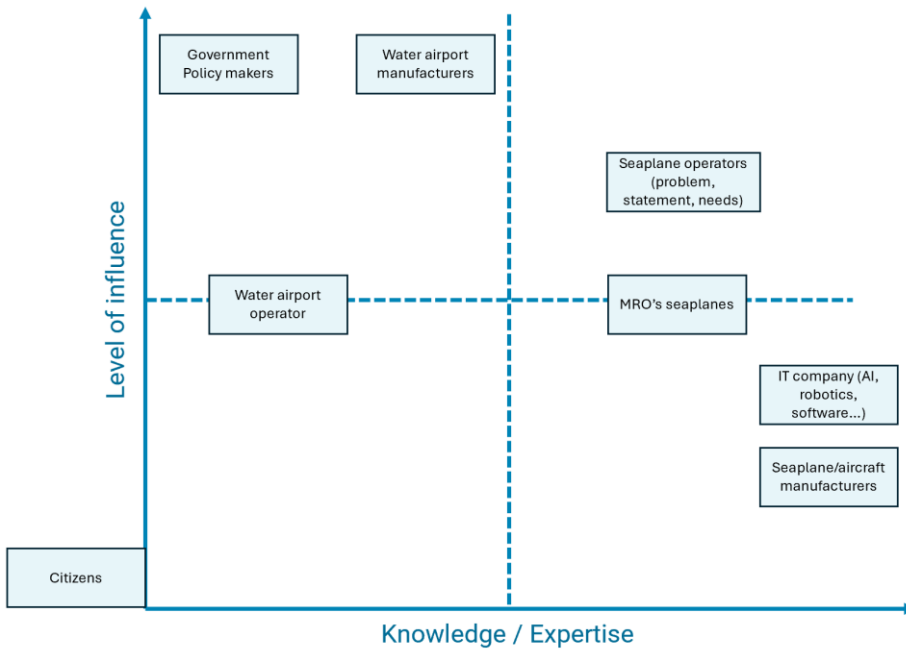 Government
Policy makers
Water airport
manufacturers
Seaplane operators
(problem,
statement, needs)
Level of influence
Water airport
operator
MRO's seaplanes
IT company (AI,
robotics,
software...)
Seaplane/aircraft
manufacturers
Citizens
Knowledge / Expertise